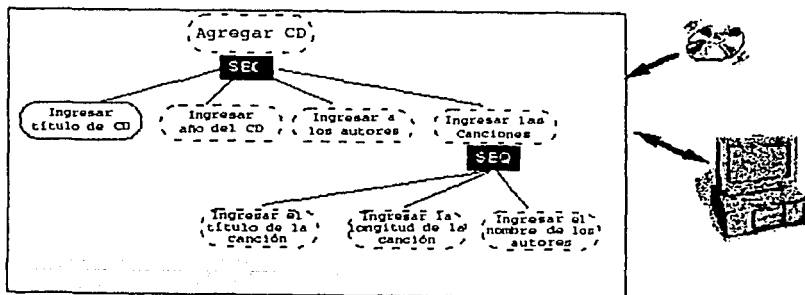 Agregar CD
SEQ
Ingresar
título de CD
Ingresar
año del CD
Ingresar a
los autores
Ingresar las
Canciones
SEQ
Ingresar el
título de la
canción
Ingresar la
longitud de la
canción
Ingresar el
nombre de los
autores